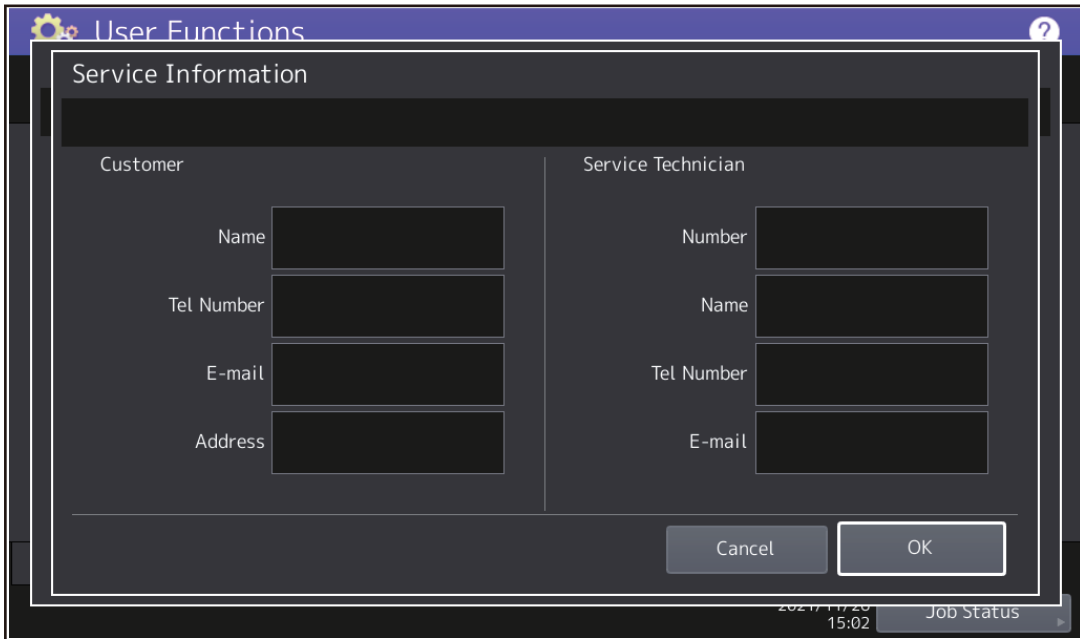 User Functions
?
Service Information
Customer
Name
Tel Number
E-mail
Address
Service Technician
Number
Name
Tel Number
E-mail
Cancel
OK
15:02
Job Status